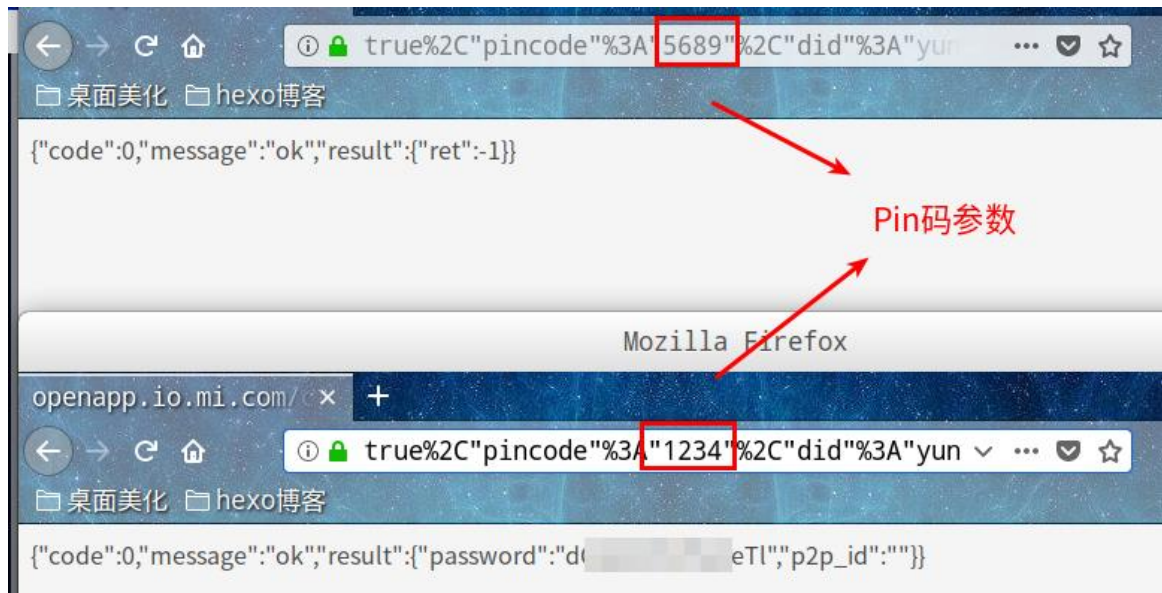 true%2C"pincode"%3A"5689"%2C"did"%3A"yun
桌面美化 hexo博客
{"code":0,"message":"ok","result":{"ret":-1}}
Pin码参数
Mozilla Firefox
openapp.io.mi.com/
true%2C"pincode"%3A"1234"%2C"did"%3A"yun
桌面美化 hexo博客
{"code":0,"message":"ok","result":{"password":"d eTl","p2p_id":""}}